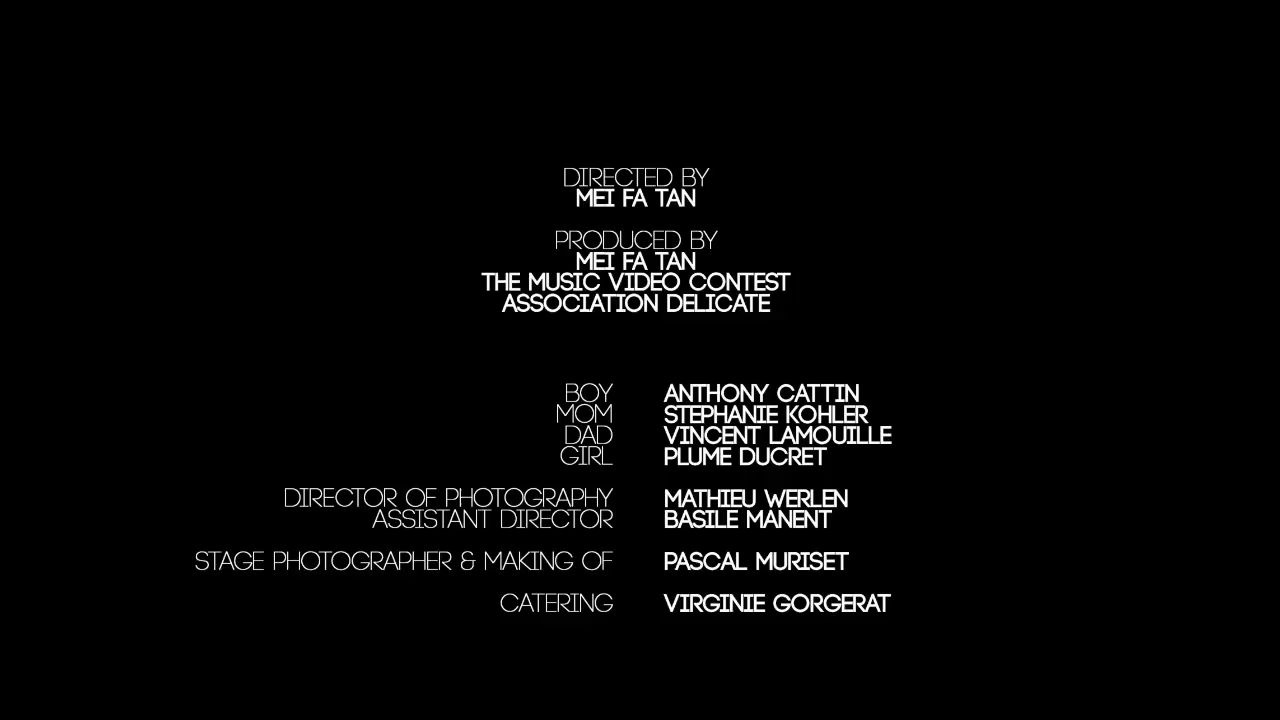 DIRECTED BY
MEI FA TAN
PRODUCED BY
MEI FA TAN
THE MUSIC VIDEO CONTEST
ASSOCIATION DELICATE
BOY ANTHONY CATTIN
MOM STEPHANIE KOHLER
DAD VINCENT LAMOUILLE
GIRL PLUME DUCRET
DIRECTOR OF PHOTOGRAPHY MATHIEU WERLEN
ASSISTANT DIRECTOR BASILE MANENT
STAGE PHOTOGRAPHER & MAKING OF PASCAL MURISET
CATERING VIRGINIE GORGERAT